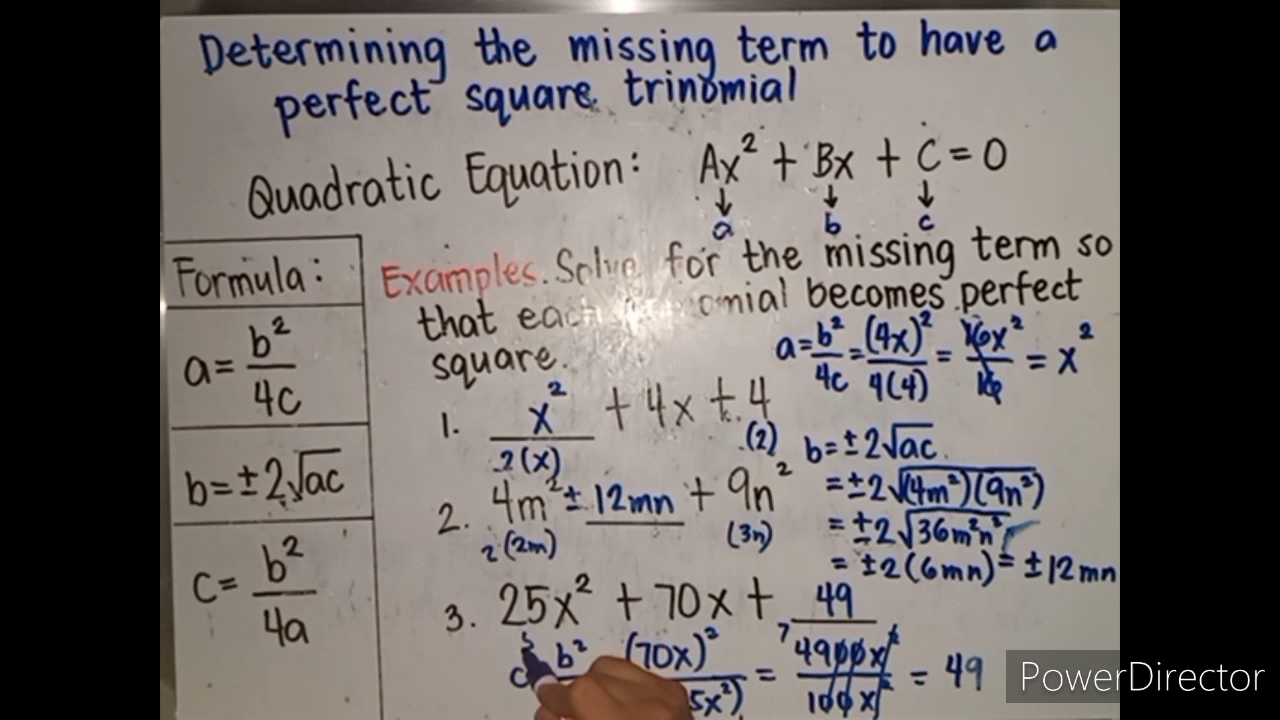 Determining the missing term to have a
perfect square trinomial
Quadratic Equation: Ax² + Bx + C = 0
a b c
Formula:
a = b²/4c
b = ±2√ac
c = b²/4a
Examples. Solve for the missing term so
that each omial becomes perfect
square.
a = b²/4c = (4x)²/4(4) = 16x²/16 = x²
1. x² + 4x + 4
2(x) (2)
b = ±2√ac
= ±2√(4m²)(9n²)
= ±2√36m²n²
= ±2(6mn) = ±12mn
2. 4m² ± 12mn + 9n²
2(2m) (3n)
3. 25x² + 70x + 49
5 7
c b² (70x)²/5x²) = 4900x²/100x² = 49
PowerDirector